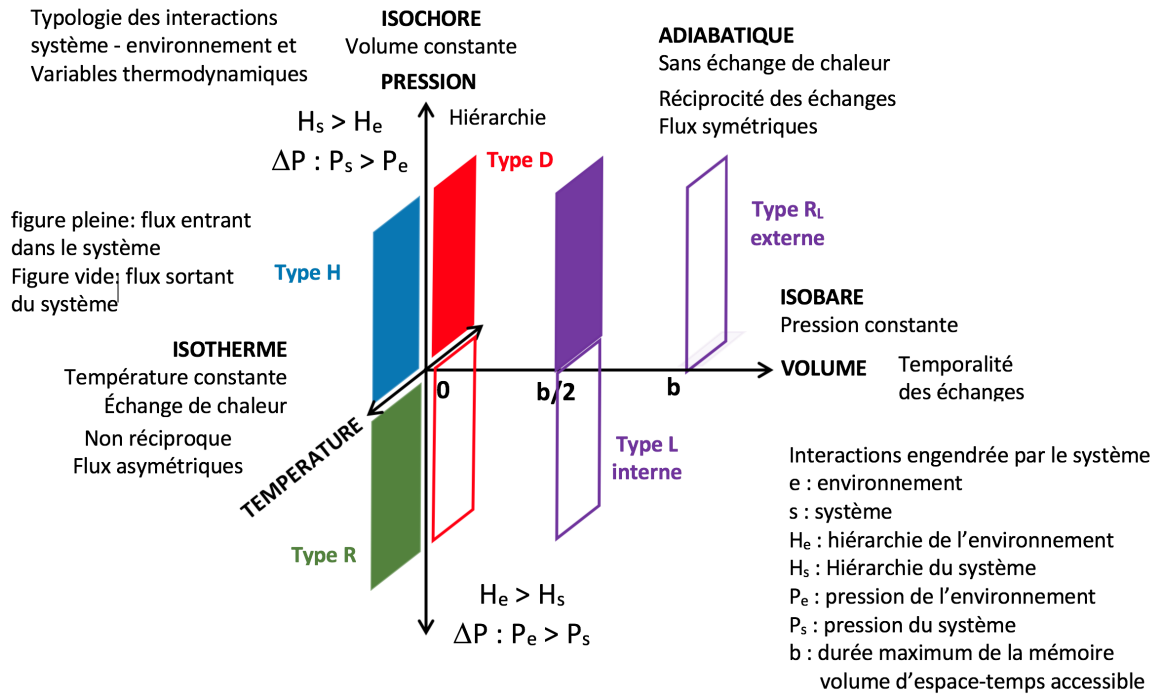 Typologie des interactions
système - environnement et
Variables thermodynamiques
ISOCHORE
Volume constante
PRESSION
ADIABATIQUE
Sans échange de chaleur
Réciprocité des échanges
Flux symétriques
Hs > He
ΔP : Ps > Pe
Hiérarchie
Type D
figure pleine: flux entrant
dans le système
Figure vide: flux sortant
du système
Type H
Type RL
externe
ISOBARE
Pression constante
VOLUME
Temporalité
des échanges
ISOTHERME
Température constante
Échange de chaleur
Non réciproque
Flux asymétriques
TEMPERATURE
0
b/2
b
Type L
interne
Type R
He > Hs
ΔP : Pe > Ps
Interactions engendrée par le système
e : environnement
s : système
He : hiérarchie de l’environnement
Hs : Hiérarchie du système
Pe : pression de l’environnement
Ps : pression du système
b : durée maximum de la mémoire
volume d’espace-temps accessible